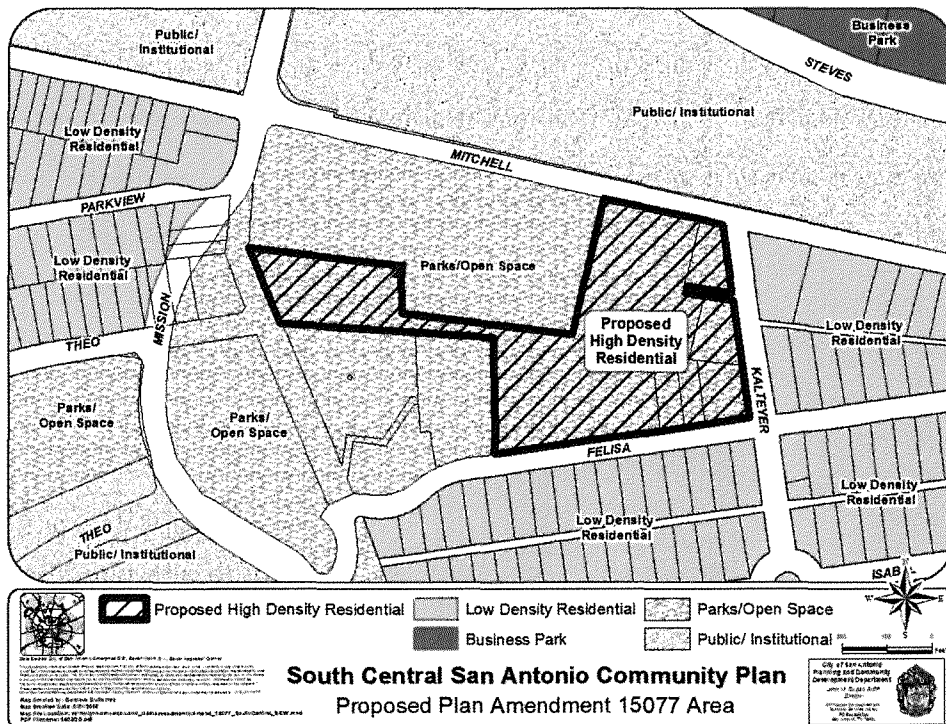 Business
Park
STEVES
Public/
Institutional
Public/ Institutional
Low Density
Residential
MITCHELL
PARKVIEW
Low Density
Residential
Parks/Open Space
MISSION
THEO
Proposed
High Density
Residential
Low Density
Residential
KALTEYER
Parks/
Open Space
Parks/
Open Space
FELISA
Low Density
Residential
Low Density
Residential
THEO
Public/ Institutional
ISAB
Proposed High Density Residential
Low Density Residential
Parks/Open Space
Business Park
Public/ Institutional
W
E
S
Feet
South Central San Antonio Community Plan
Proposed Plan Amendment 15077 Area
City of San Antonio
Planning and Community
Development Department